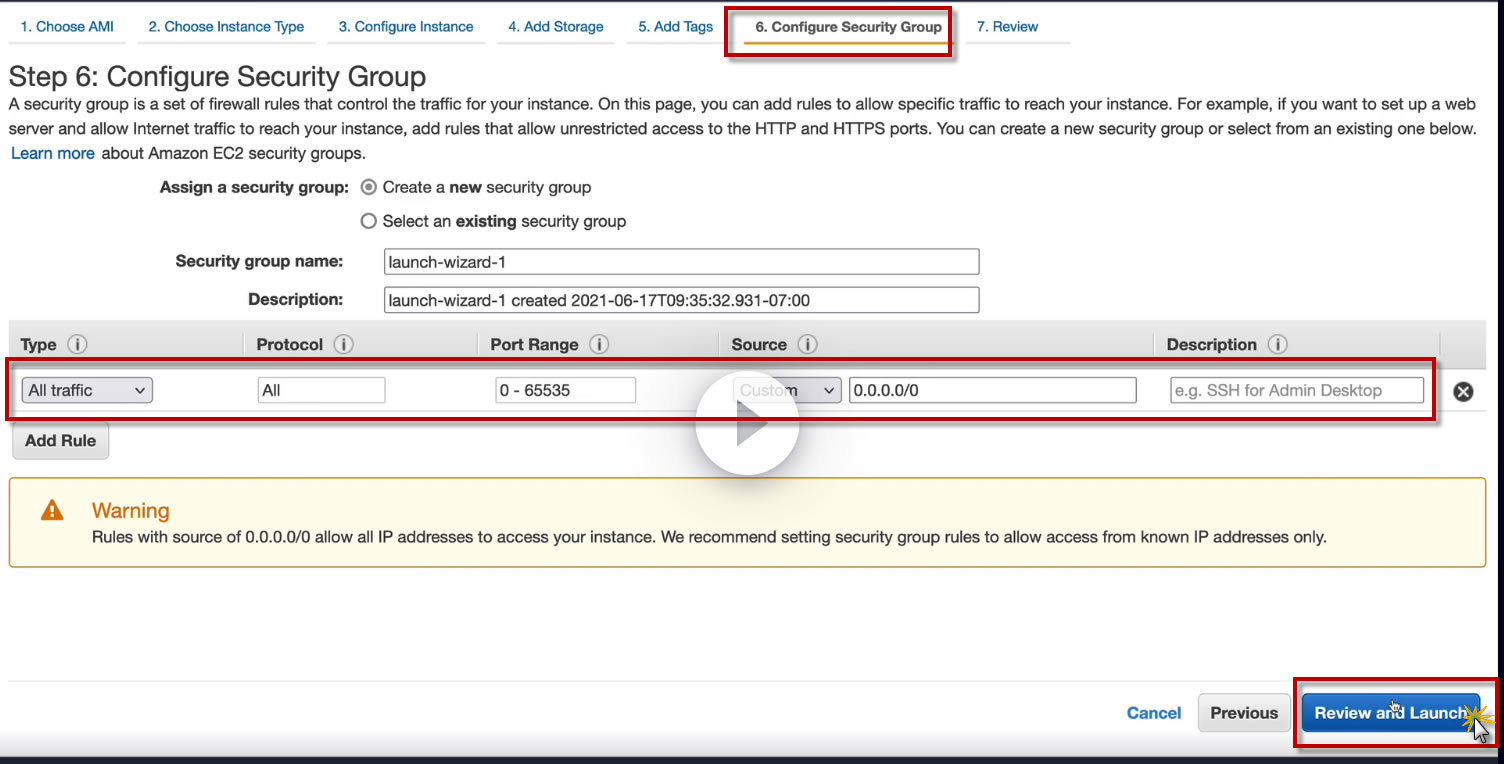 1. Choose AMI 2. Choose Instance Type 3. Configure Instance 4. Add Storage 5. Add Tags 6. Configure Security Group 7. Review
Step 6: Configure Security Group
A security group is a set of firewall rules that control the traffic for your instance. On this page, you can add rules to allow specific traffic to reach your instance. For example, if you want to set up a web
server and allow Internet traffic to reach your instance, add rules that allow unrestricted access to the HTTP and HTTPS ports. You can create a new security group or select from an existing one below.
Learn more about Amazon EC2 security groups.
Assign a security group: Create a new security group
Select an existing security group
Security group name: launch-wizard-1
Description: launch-wizard-1 created 2021-06-17T09:35:32.931-07:00
Type Protocol Port Range Source Description
All traffic All 0 - 65535 Custom 0.0.0.0/0 e.g. SSH for Admin Desktop
Add Rule
Warning
Rules with source of 0.0.0.0/0 allow all IP addresses to access your instance. We recommend setting security group rules to allow access from known IP addresses only.
Cancel Previous Review and Launch